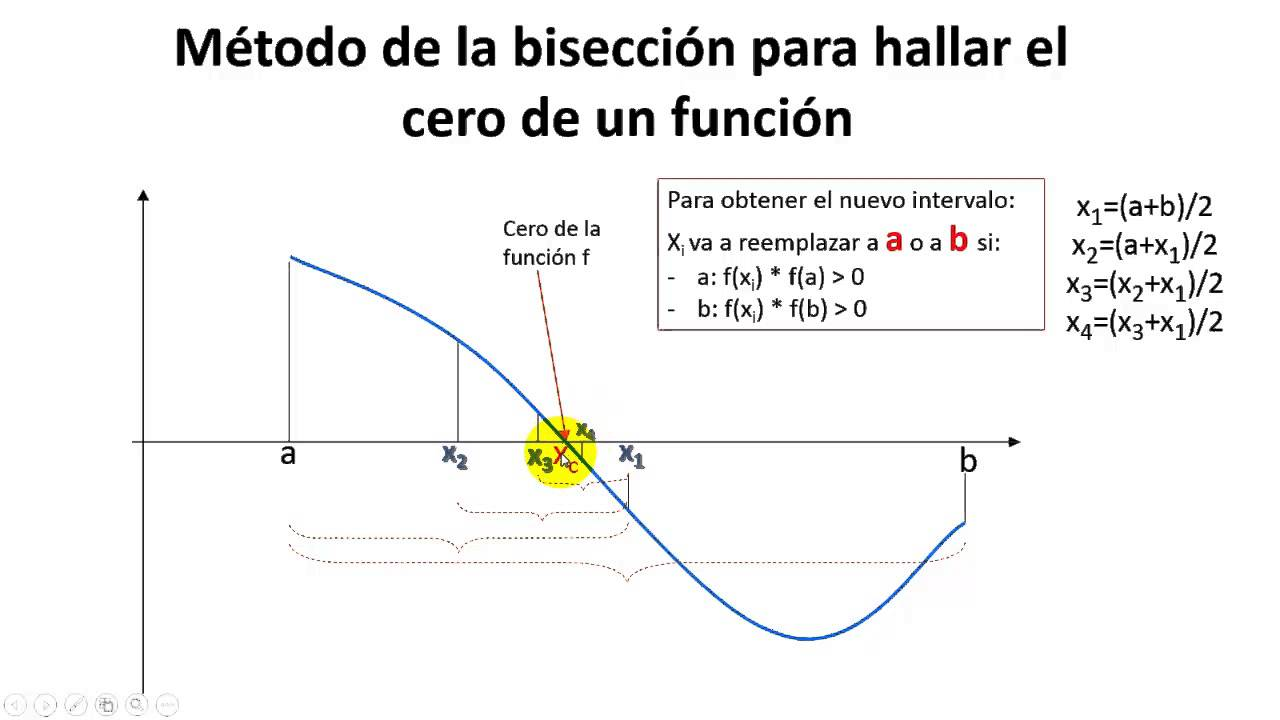 Método de la bisección para hallar el
cero de un función
Cero de la
función f
Para obtener el nuevo intervalo:
Xi va a reemplazar a a o a b si:
- a: f(xi) * f(a) > 0
- b: f(xi) * f(b) > 0
x1=(a+b)/2
x2=(a+x1)/2
x3=(x2+x1)/2
x4=(x3+x1)/2
a
x2
x3
xc
x4
x1
b